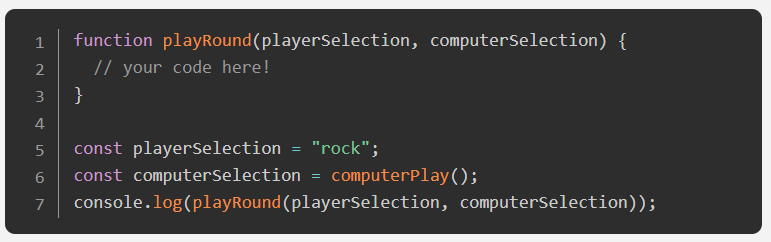 1 function playRound(playerSelection, computerSelection) {
2   // your code here!
3 }
4
5 const playerSelection = "rock";
6 const computerSelection = computerPlay();
7 console.log(playRound(playerSelection, computerSelection));